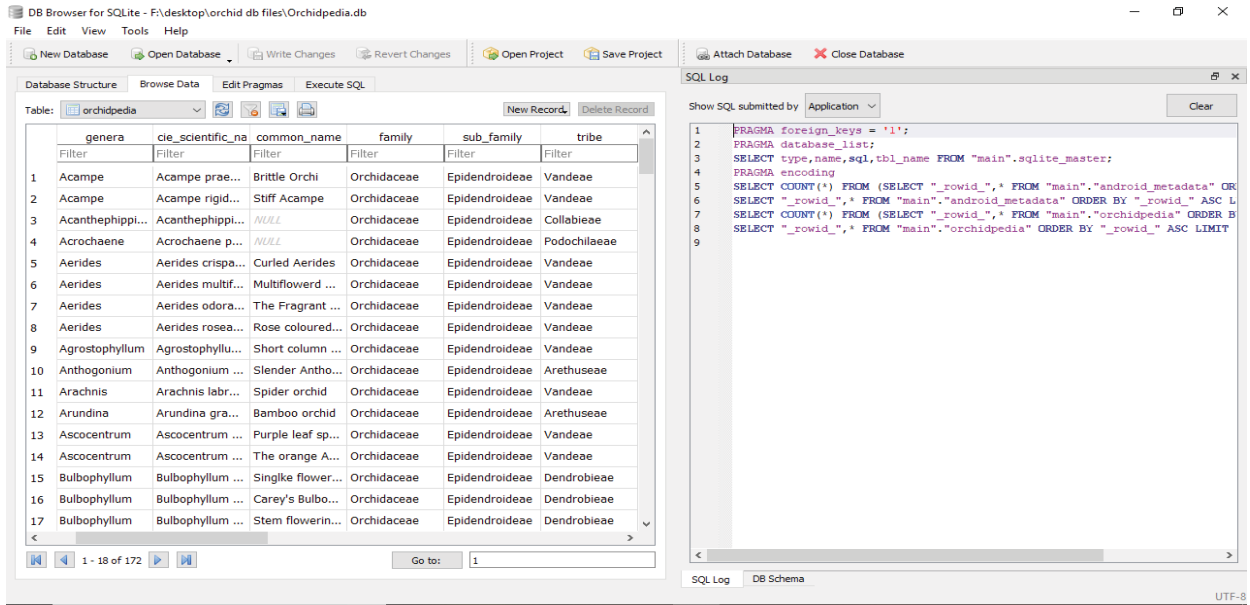 DB Browser for SQLite - F:\desktop\orchid db files\Orchidpedia.db
File Edit View Tools Help
New Database Open Database Write Changes Revert Changes Open Project Save Project Attach Database Close Database
Database Structure Browse Data Edit Pragmas Execute SQL
Table: orchidpedia New Record Delete Record
genera cie_scientific_na common_name family sub_family tribe
Filter Filter Filter Filter Filter Filter
1 Acampe Acampe prae... Brittle Orchi Orchidaceae Epidendroideae Vandeae
2 Acampe Acampe rigid... Stiff Acampe Orchidaceae Epidendroideae Vandeae
3 Acanthephippi... Acanthephippi... NULL Orchidaceae Epidendroideae Collabieae
4 Acrochaene Acrochaene p... NULL Orchidaceae Epidendroideae Podochilaeae
5 Aerides Aerides crispa... Curled Aerides Orchidaceae Epidendroideae Vandeae
6 Aerides Aerides multif... Multiflowerd ... Orchidaceae Epidendroideae Vandeae
7 Aerides Aerides odora... The Fragrant ... Orchidaceae Epidendroideae Vandeae
8 Aerides Aerides rosea... Rose coloured... Orchidaceae Epidendroideae Vandeae
9 Agrostophyllum Agrostophyllu... Short column ... Orchidaceae Epidendroideae Vandeae
10 Anthogonium Anthogonium ... Slender Antho... Orchidaceae Epidendroideae Arethuseae
11 Arachnis Arachnis labr... Spider orchid Orchidaceae Epidendroideae Vandeae
12 Arundina Arundina gra... Bamboo orchid Orchidaceae Epidendroideae Arethuseae
13 Ascocentrum Ascocentrum ... Purple leaf sp... Orchidaceae Epidendroideae Vandeae
14 Ascocentrum Ascocentrum ... The orange A... Orchidaceae Epidendroideae Vandeae
15 Bulbophyllum Bulbophyllum ... Singlke flower... Orchidaceae Epidendroideae Dendrobieae
16 Bulbophyllum Bulbophyllum ... Carey's Bulbo... Orchidaceae Epidendroideae Dendrobieae
17 Bulbophyllum Bulbophyllum ... Stem flowerin... Orchidaceae Epidendroideae Dendrobieae
1 - 18 of 172 Go to: 1
SQL Log
Show SQL submitted by Application Clear
1 PRAGMA foreign_keys = '1';
2 PRAGMA database_list;
3 SELECT type,name,sql,tbl_name FROM "main".sqlite_master;
4 PRAGMA encoding
5 SELECT COUNT(*) FROM (SELECT "_rowid_",* FROM "main"."android_metadata" OR
6 SELECT "_rowid_",* FROM "main"."android_metadata" ORDER BY "_rowid_" ASC L
7 SELECT COUNT(*) FROM (SELECT "_rowid_",* FROM "main"."orchidpedia" ORDER B
8 SELECT "_rowid_",* FROM "main"."orchidpedia" ORDER BY "_rowid_" ASC LIMIT
9
SQL Log DB Schema
UTF-8